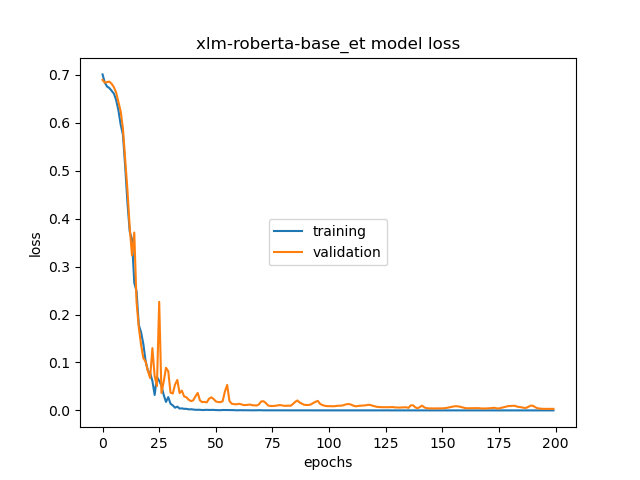 xlm-roberta-base_et model loss
0.7
0.6
0.5
0.4
0.3
0.2
0.1
0.0
loss
training
validation
0 25 50 75 100 125 150 175 200
epochs